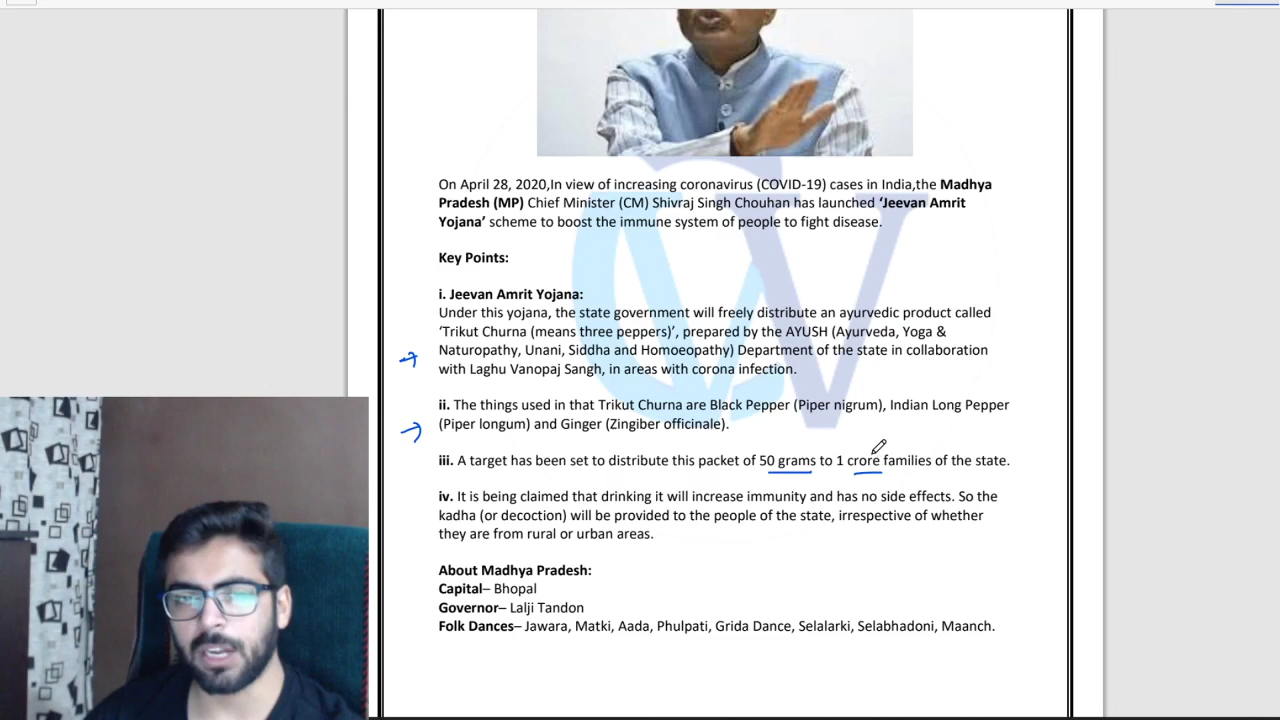 On April 28, 2020,In view of increasing coronavirus (COVID-19) cases in India,the Madhya
Pradesh (MP) Chief Minister (CM) Shivraj Singh Chouhan has launched ‘Jeevan Amrit
Yojana’ scheme to boost the immune system of people to fight disease.
Key Points:
i. Jeevan Amrit Yojana:
Under this yojana, the state government will freely distribute an ayurvedic product called
‘Trikut Churna (means three peppers)’, prepared by the AYUSH (Ayurveda, Yoga &
Naturopathy, Unani, Siddha and Homoeopathy) Department of the state in collaboration
with Laghu Vanopaj Sangh, in areas with corona infection.
ii. The things used in that Trikut Churna are Black Pepper (Piper nigrum), Indian Long Pepper
(Piper longum) and Ginger (Zingiber officinale).
iii. A target has been set to distribute this packet of 50 grams to 1 crore families of the state.
iv. It is being claimed that drinking it will increase immunity and has no side effects. So the
kadha (or decoction) will be provided to the people of the state, irrespective of whether
they are from rural or urban areas.
About Madhya Pradesh:
Capital– Bhopal
Governor– Lalji Tandon
Folk Dances– Jawara, Matki, Aada, Phulpati, Grida Dance, Selalarki, Selabhadoni, Maanch.